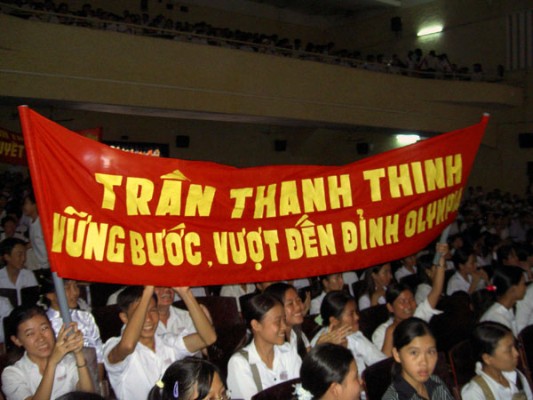 TRẦN THANH THỊNH
VỮNG BƯỚC, VƯỢT ĐẾN ĐỈNH OLYMPIA